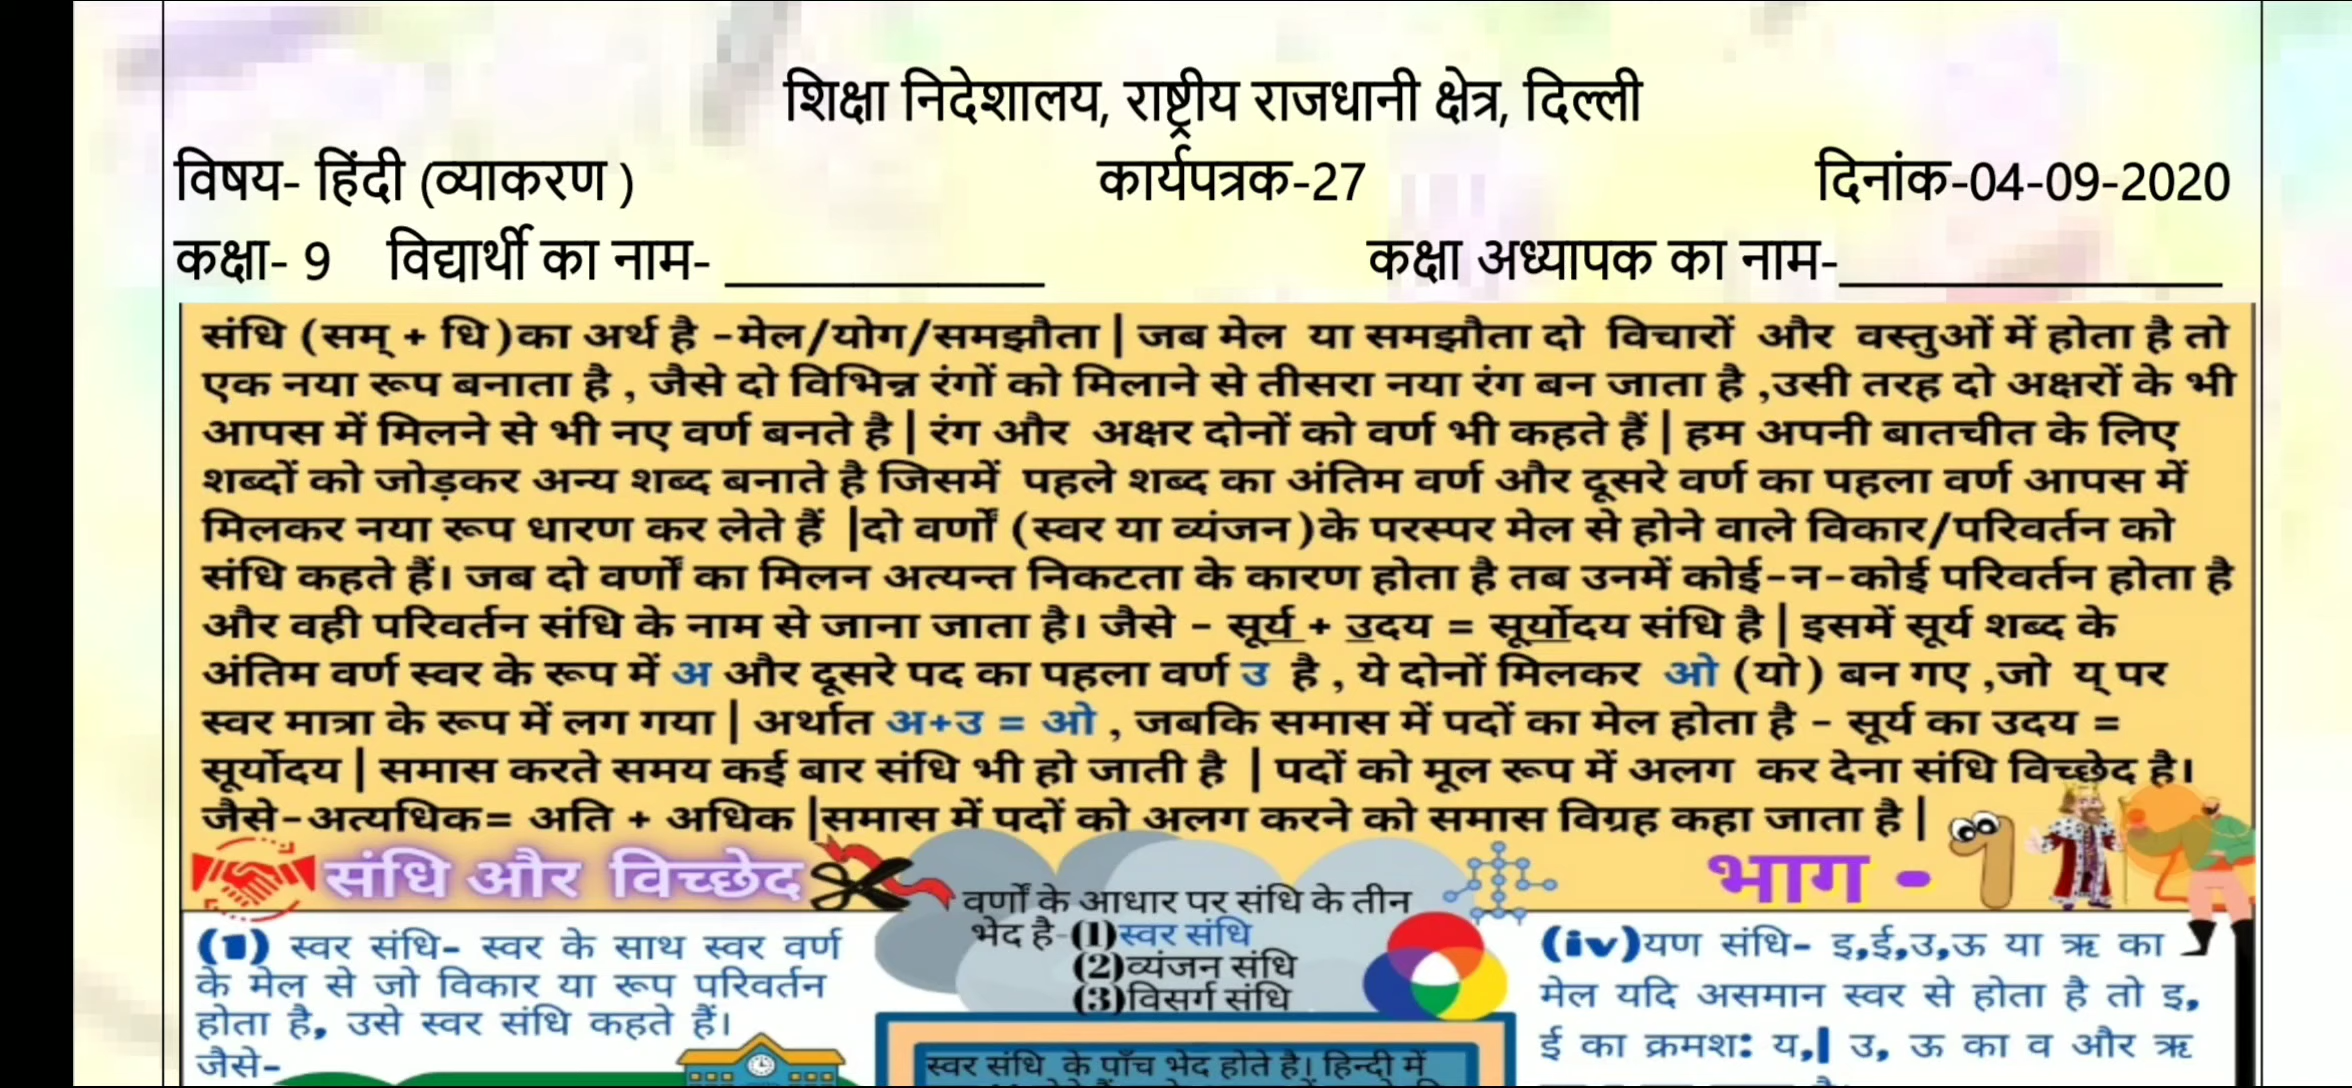 शिक्षा निदेशालय, राष्ट्रीय राजधानी क्षेत्र, दिल्ली
विषय- हिंदी (व्याकरण ) कार्यपत्रक-27 दिनांक-04-09-2020
कक्षा- 9 विद्यार्थी का नाम- ____________ कक्षा अध्यापक का नाम-______________
संधि (सम् + धि )का अर्थ है -मेल/योग/समझौता | जब मेल या समझौता दो विचारों और वस्तुओं में होता है तो
एक नया रूप बनाता है , जैसे दो विभिन्न रंगों को मिलाने से तीसरा नया रंग बन जाता है ,उसी तरह दो अक्षरों के भी
आपस में मिलने से भी नए वर्ण बनते है | रंग और अक्षर दोनों को वर्ण भी कहते हैं | हम अपनी बातचीत के लिए
शब्दों को जोड़कर अन्य शब्द बनाते है जिसमें पहले शब्द का अंतिम वर्ण और दूसरे वर्ण का पहला वर्ण आपस में
मिलकर नया रूप धारण कर लेते हैं |दो वर्णों (स्वर या व्यंजन )के परस्पर मेल से होने वाले विकार/परिवर्तन को
संधि कहते हैं। जब दो वर्णों का मिलन अत्यन्त निकटता के कारण होता है तब उनमें कोई-न-कोई परिवर्तन होता है
और वही परिवर्तन संधि के नाम से जाना जाता है। जैसे - सूर्य + उदय = सूर्योदय संधि है | इसमें सूर्य शब्द के
अंतिम वर्ण स्वर के रूप में अ और दूसरे पद का पहला वर्ण उ है , ये दोनों मिलकर ओ (यो) बन गए ,जो य् पर
स्वर मात्रा के रूप में लग गया | अर्थात अ+उ = ओ , जबकि समास में पदों का मेल होता है - सूर्य का उदय =
सूर्योदय | समास करते समय कई बार संधि भी हो जाती है | पदों को मूल रूप में अलग कर देना संधि विच्छेद है।
जैसे-अत्यधिक= अति + अधिक |समास में पदों को अलग करने को समास विग्रह कहा जाता है |
संधि और विच्छेद
भाग - 1
वर्णों के आधार पर संधि के तीन
भेद है-(1)स्वर संधि
(2)व्यंजन संधि
(3)विसर्ग संधि
(1) स्वर संधि- स्वर के साथ स्वर वर्ण
के मेल से जो विकार या रूप परिवर्तन
होता है, उसे स्वर संधि कहते हैं।
जैसे-
स्वर संधि के पाँच भेद होते है। हिन्दी में
(iv)यण संधि- इ,ई,उ,ऊ या ऋ का
मेल यदि असमान स्वर से होता है तो इ,
ई का क्रमश: य,| उ, ऊ का व और ऋ